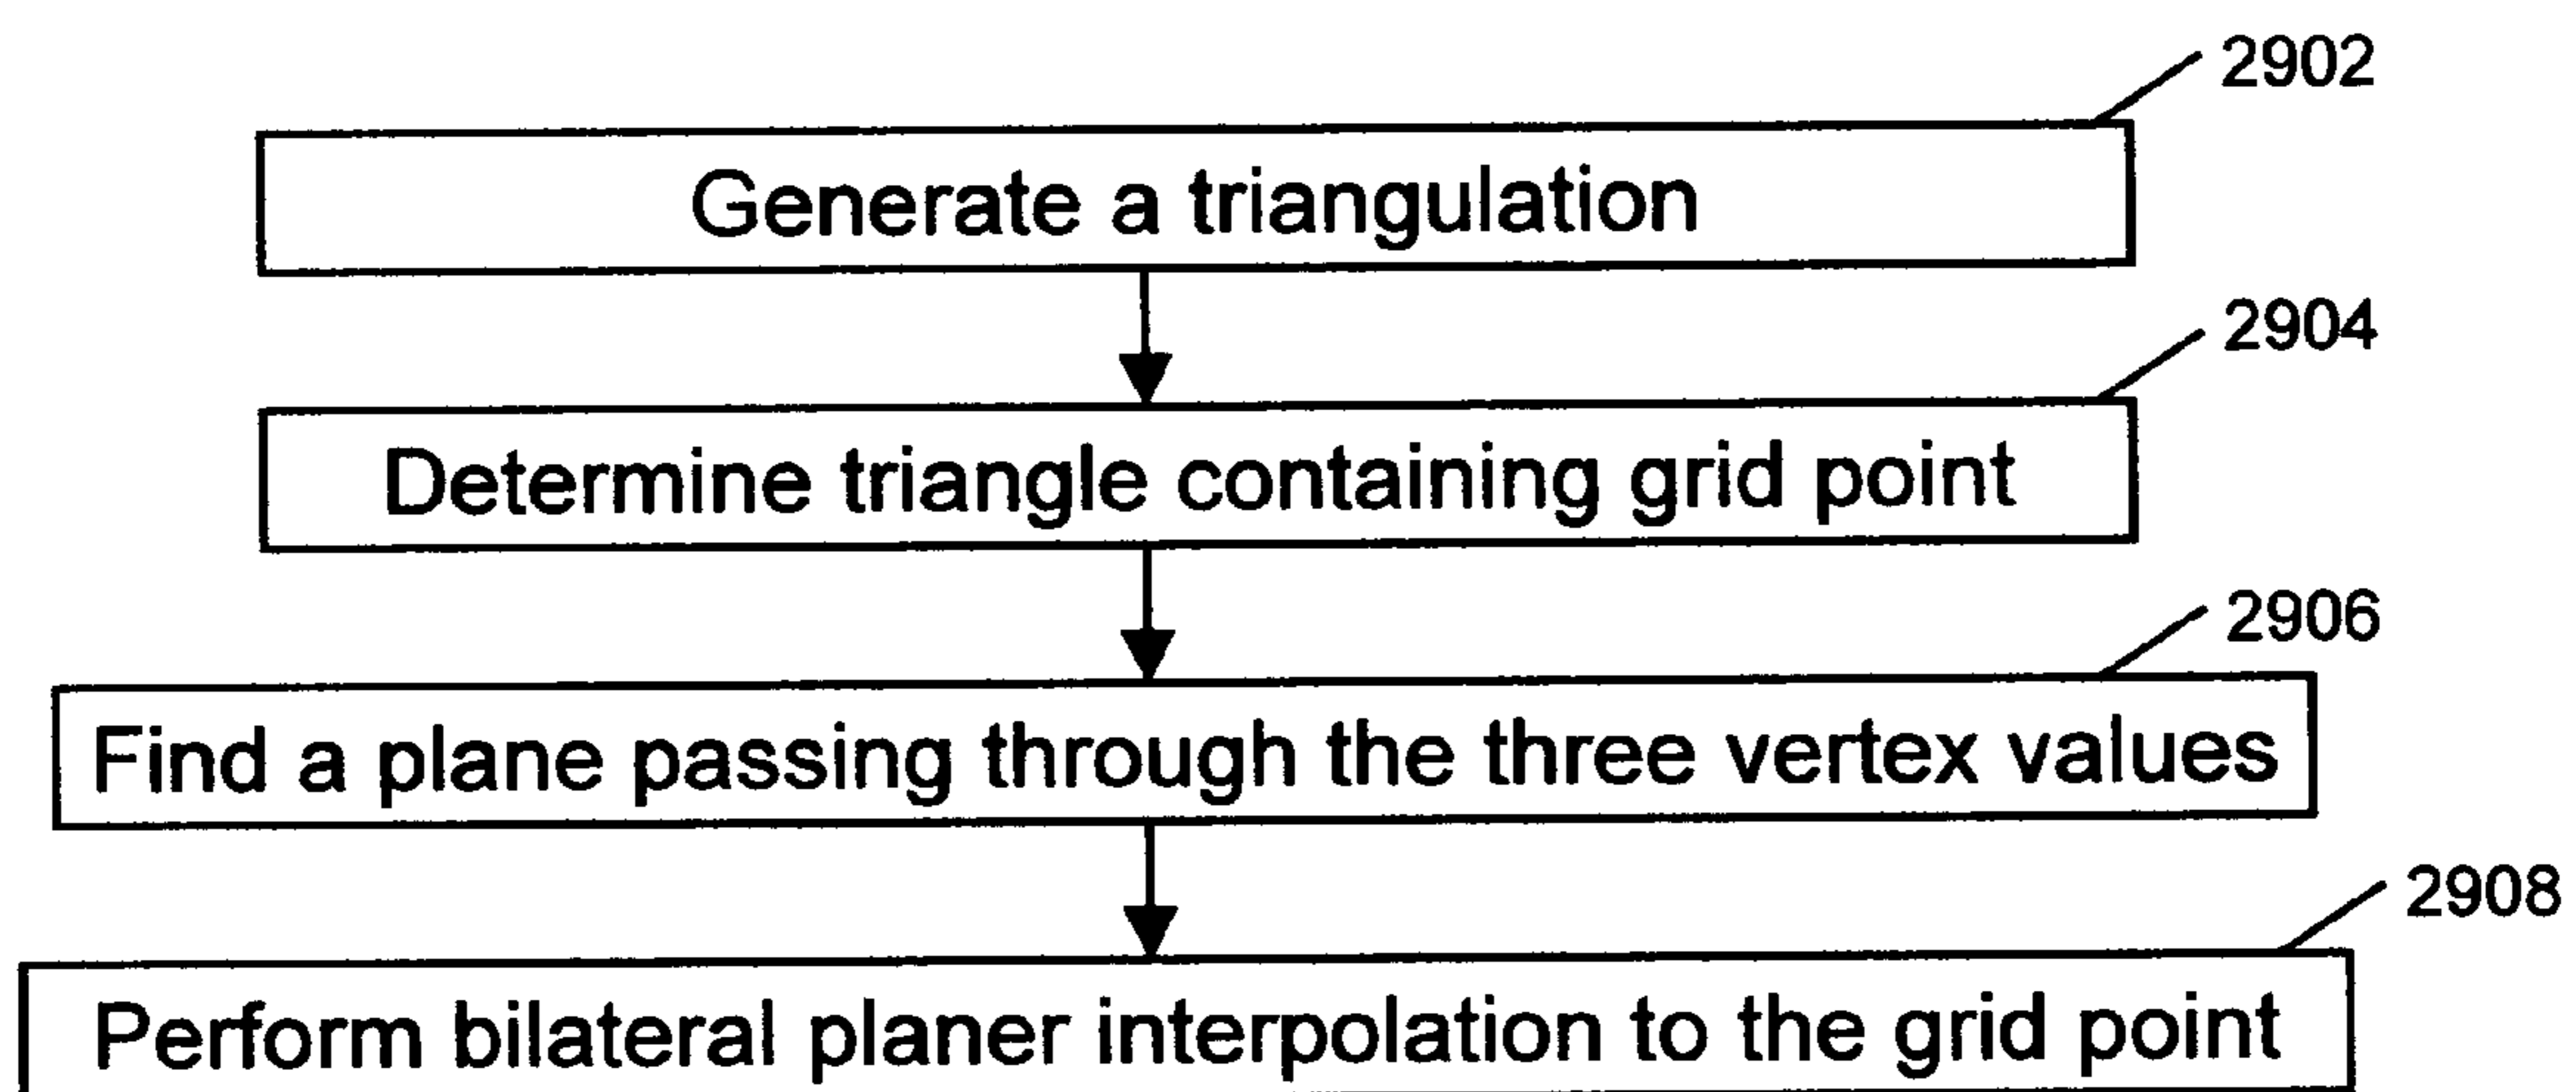 2902
Generate a triangulation
2904
Determine triangle containing grid point
2906
Find a plane passing through the three vertex values
2908
Perform bilateral planer interpolation to the grid point